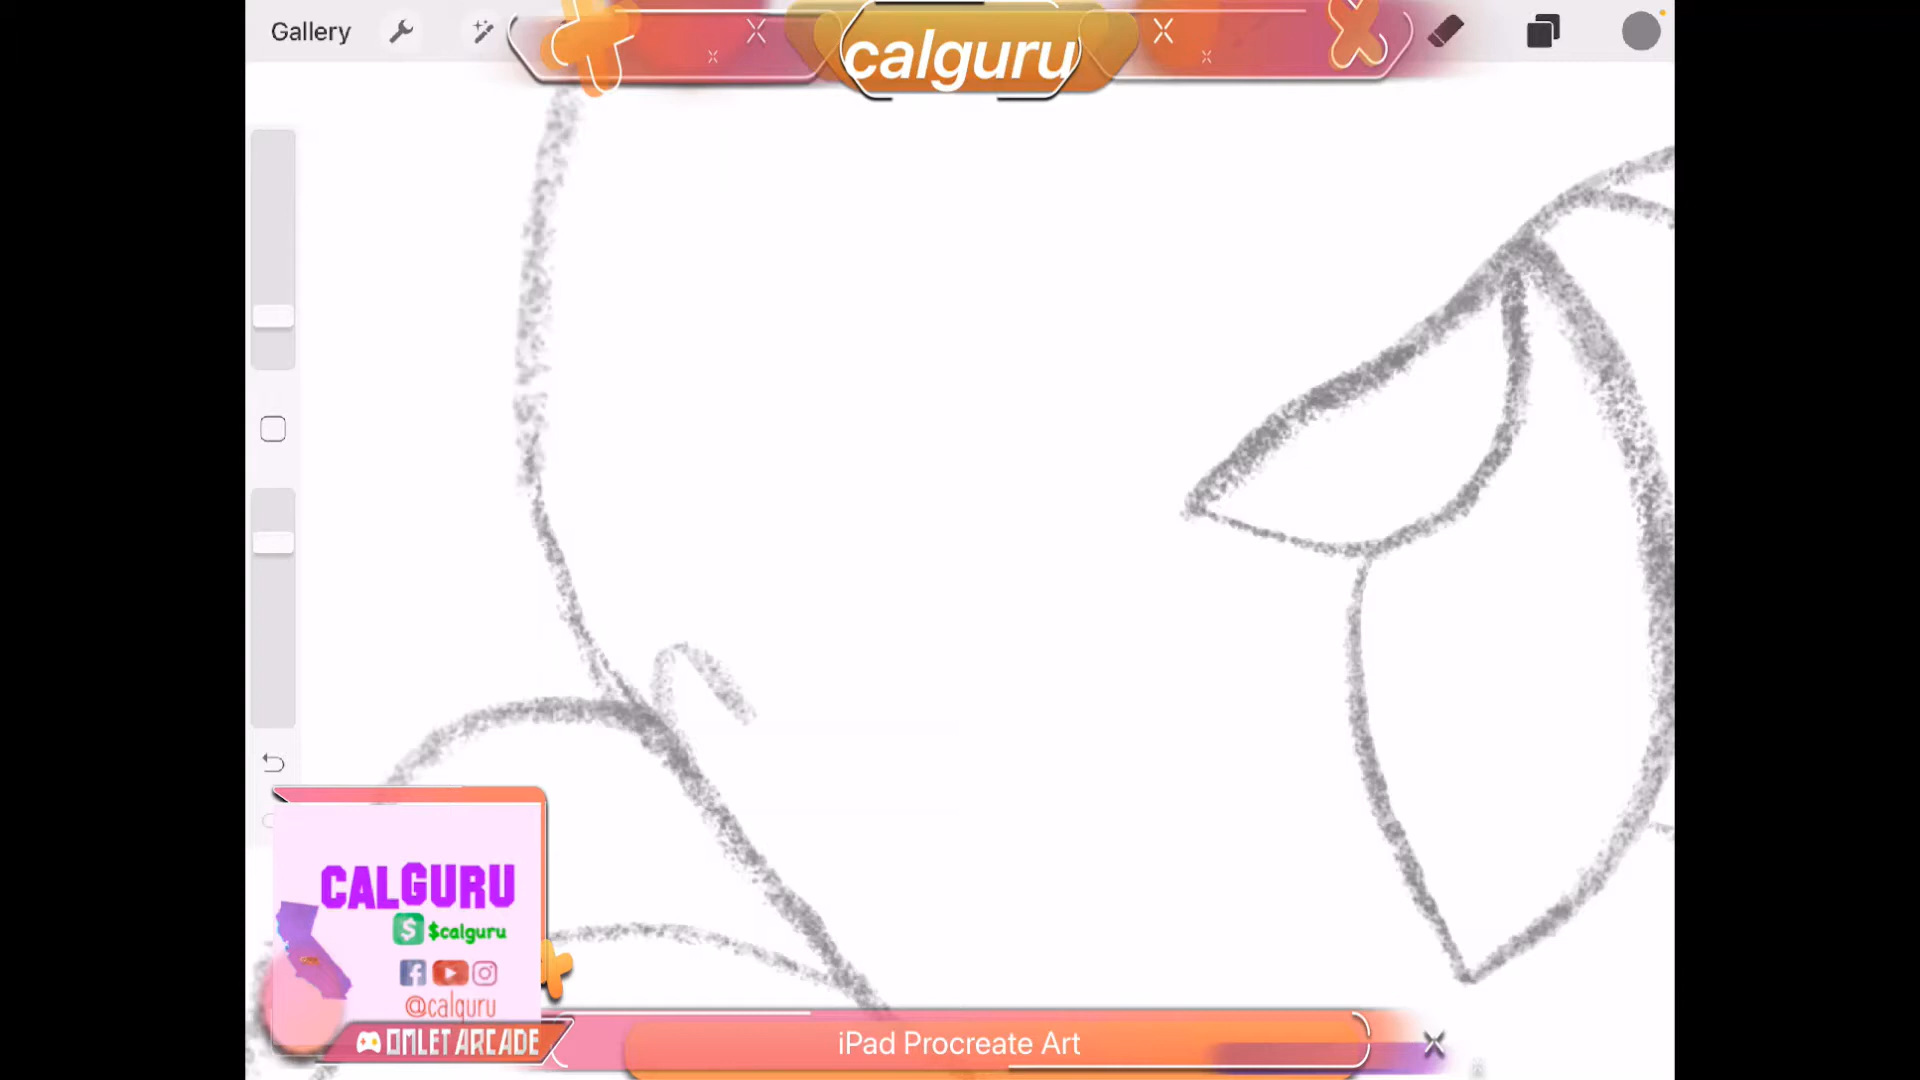 Gallery
calguru
CALGURU
$ $calguru
@calguru
OMLET ARCADE
iPad Procreate Art